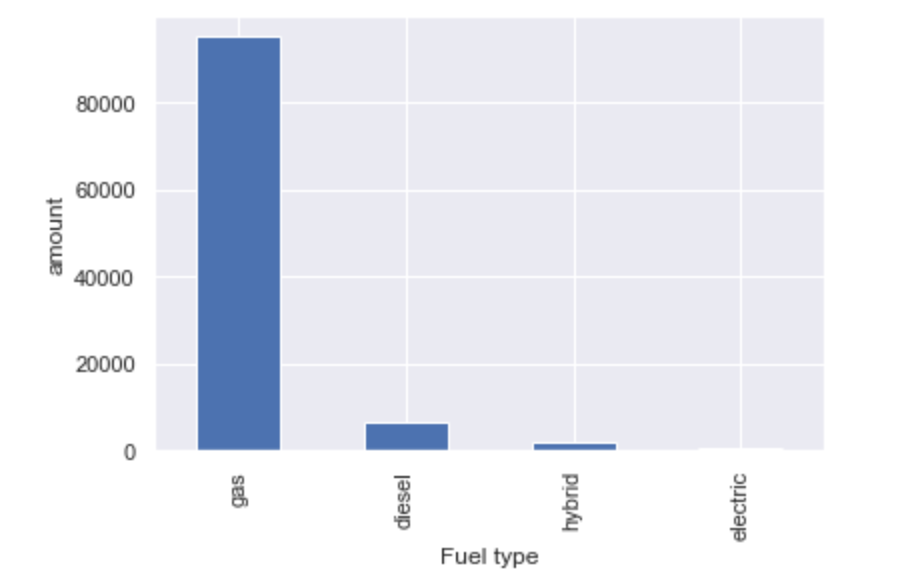 80000
60000
40000
20000
0
amount
gas
diesel
hybrid
electric
Fuel type